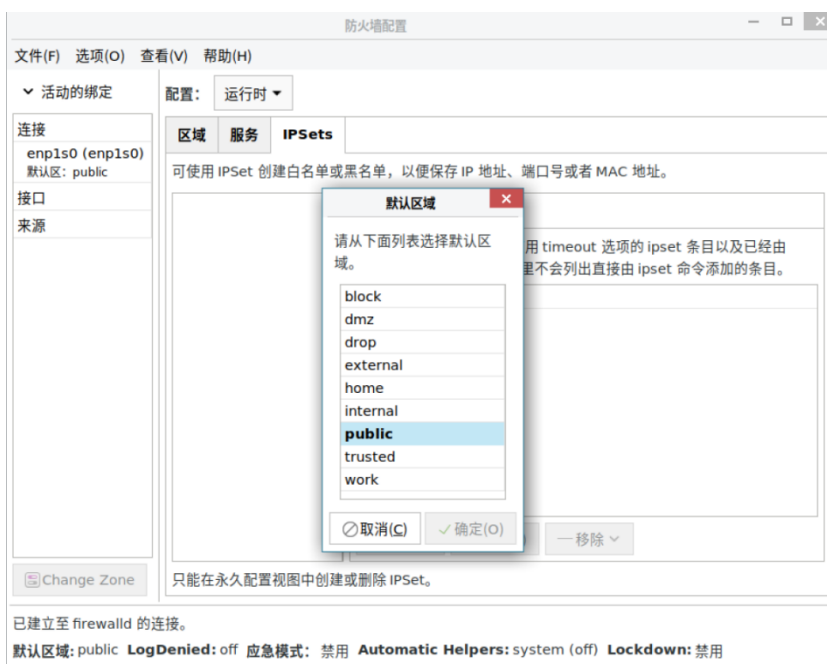 防火墙配置
文件(F) 选项(O) 查看(V) 帮助(H)
活动的绑定
配置： 运行时
连接
enp1s0 (enp1s0)
默认区：public
接口
来源
区域 服务 IPSets
可使用 IPSet 创建白名单或黑名单，以便保存 IP 地址、端口号或者 MAC 地址。
用 timeout 选项的 ipset 条目以及已经由
里不会列出直接由 ipset 命令添加的条目。
默认区域
请从下面列表选择默认区
域。
block
dmz
drop
external
home
internal
public
trusted
work
取消(C) 确定(O)
移除
Change Zone
只能在永久配置视图中创建或删除 IPSet。
已建立至 firewalld 的连接。
默认区域: public LogDenied: off 应急模式： 禁用 Automatic Helpers: system (off) Lockdown: 禁用